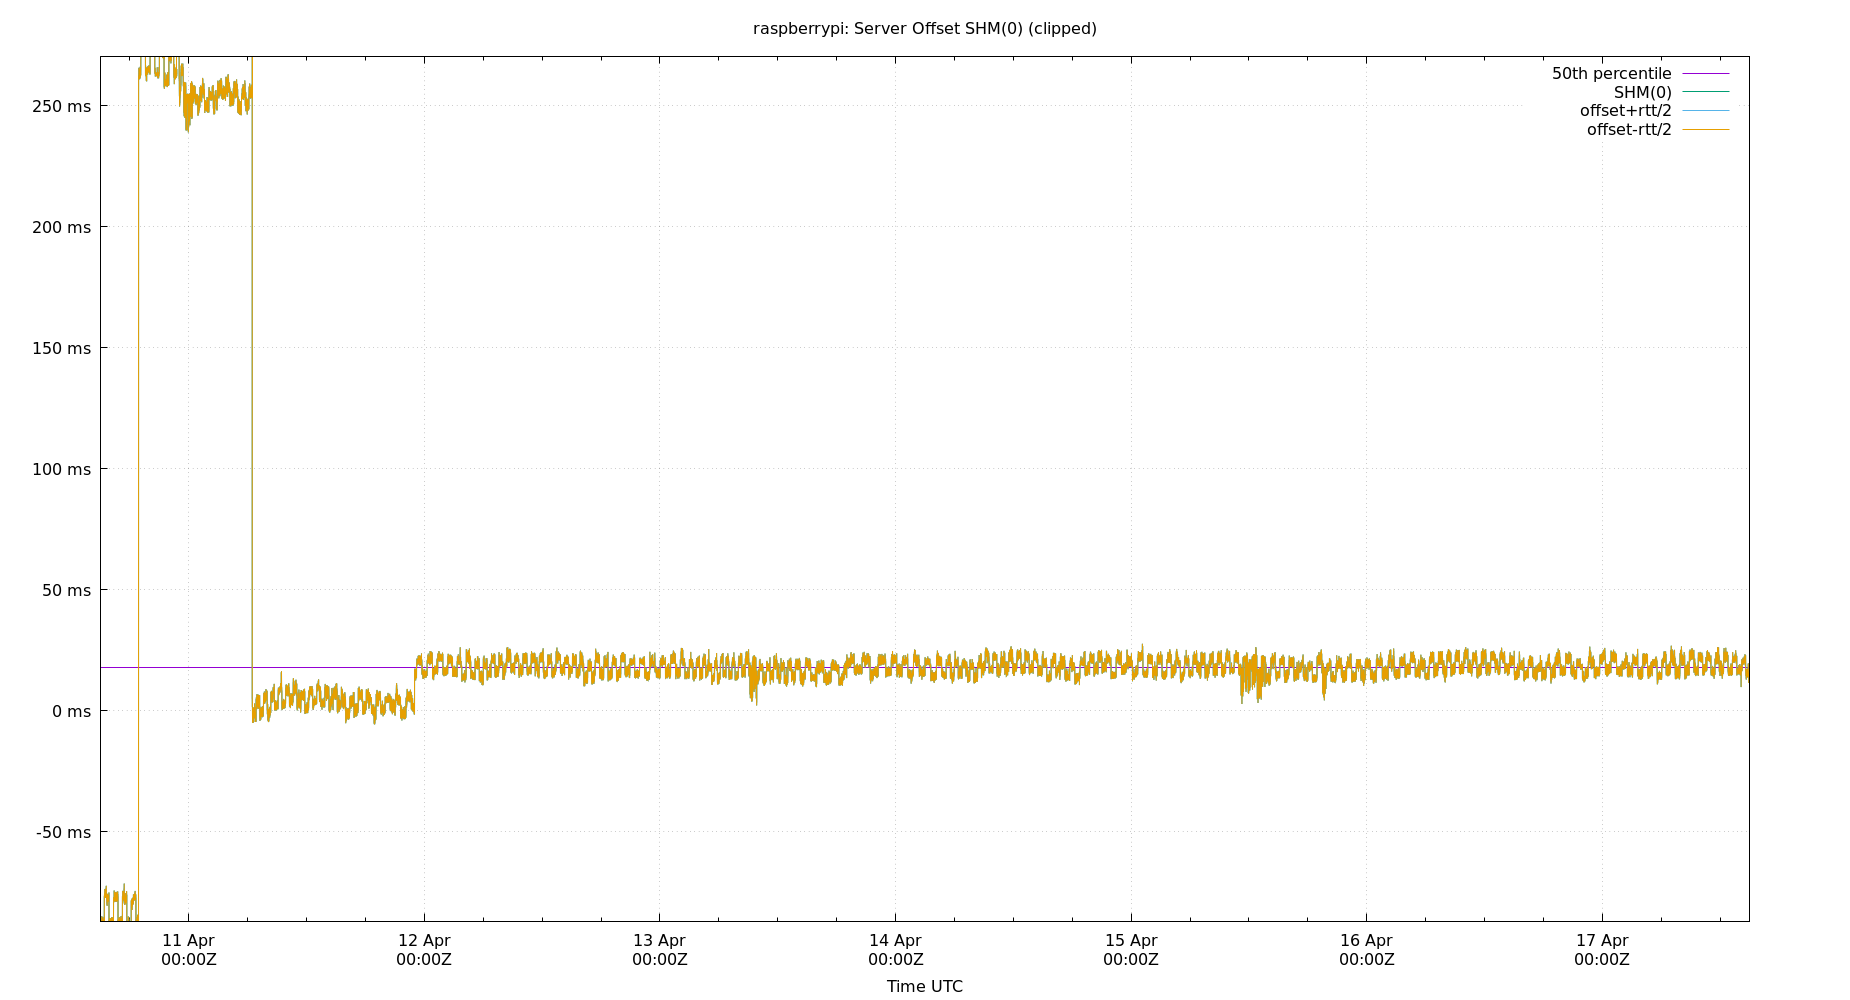 raspberrypi: Server Offset SHM(0) (clipped)
50th percentile
SHM(0)
offset+rtt/2
offset-rtt/2
250 ms
200 ms
150 ms
100 ms
50 ms
0 ms
-50 ms
11 Apr 12 Apr 13 Apr 14 Apr 15 Apr 16 Apr 17 Apr
00:00Z 00:00Z 00:00Z 00:00Z 00:00Z 00:00Z 00:00Z
Time UTC